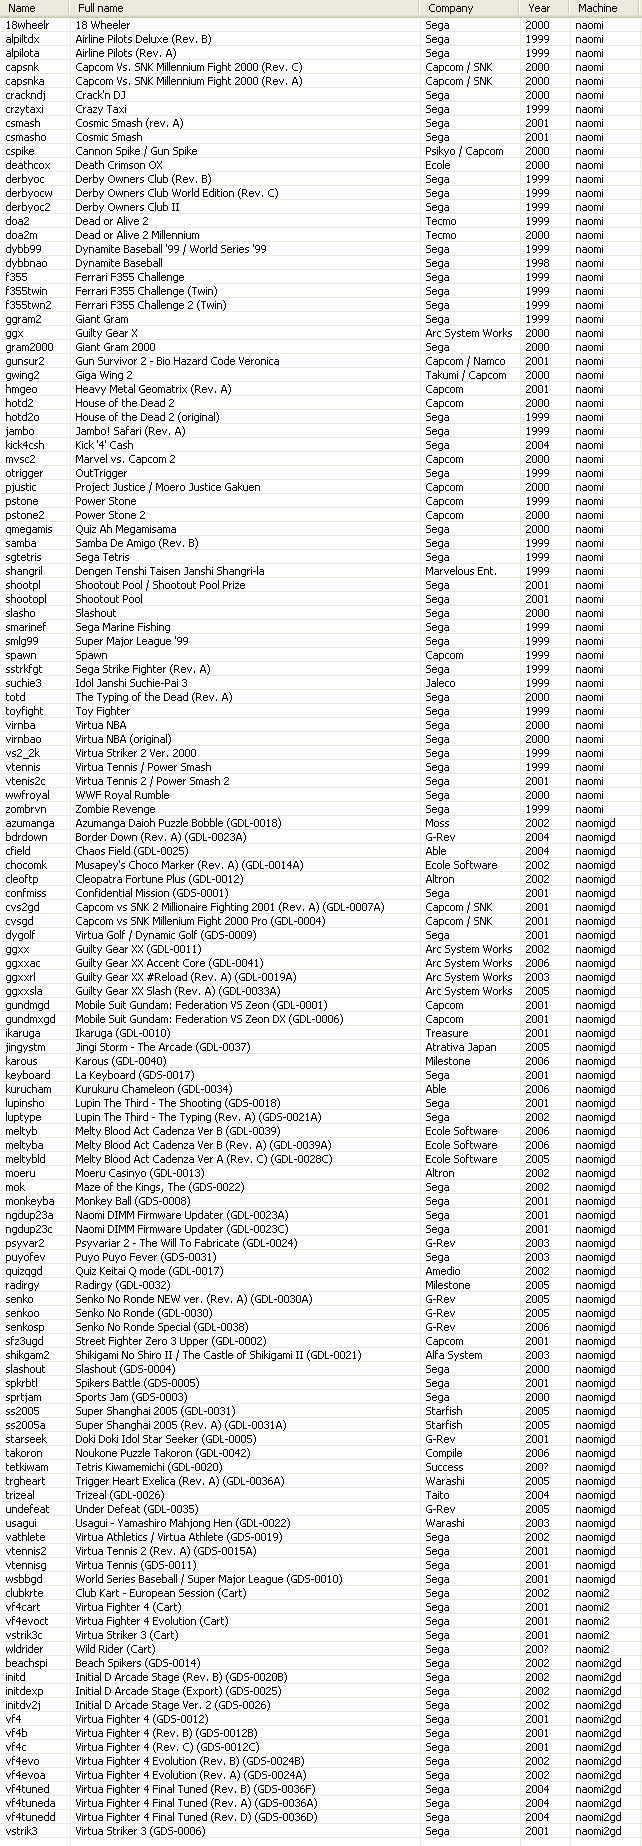 Name Full name Company Year Machine
18wheelr 18 Wheeler Sega 2000 naomi
alpiltdx Airline Pilots Deluxe (Rev. B) Sega 1999 naomi
alpilota Airline Pilots (Rev. A) Sega 1999 naomi
capsnk Capcom Vs. SNK Millennium Fight 2000 (Rev. C) Capcom / SNK 2000 naomi
capsnka Capcom Vs. SNK Millennium Fight 2000 (Rev. A) Capcom / SNK 2000 naomi
crackndj Crack'n DJ Sega 2000 naomi
crzytaxi Crazy Taxi Sega 1999 naomi
csmash Cosmic Smash (rev. A) Sega 2001 naomi
csmasho Cosmic Smash Sega 2001 naomi
cspike Cannon Spike / Gun Spike Psikyo / Capcom 2000 naomi
deathcox Death Crimson OX Ecole 2000 naomi
derbyoc Derby Owners Club (Rev. B) Sega 1999 naomi
derbyocw Derby Owners Club World Edition (Rev. C) Sega 1999 naomi
derbyoc2 Derby Owners Club II Sega 1999 naomi
doa2 Dead or Alive 2 Tecmo 1999 naomi
doa2m Dead or Alive 2 Millennium Tecmo 2000 naomi
dybb99 Dynamite Baseball '99 / World Series '99 Sega 1999 naomi
dybbnao Dynamite Baseball Sega 1998 naomi
f355 Ferrari F355 Challenge Sega 1999 naomi
f355twin Ferrari F355 Challenge (Twin) Sega 1999 naomi
f355twn2 Ferrari F355 Challenge 2 (Twin) Sega 1999 naomi
ggram2 Giant Gram Sega 1999 naomi
ggx Guilty Gear X Arc System Works 2000 naomi
gram2000 Giant Gram 2000 Sega 2000 naomi
gunsur2 Gun Survivor 2 - Bio Hazard Code Veronica Capcom / Namco 2001 naomi
gwing2 Giga Wing 2 Takumi / Capcom 2000 naomi
hmgeo Heavy Metal Geomatrix (Rev. A) Capcom 2001 naomi
hotd2 House of the Dead 2 Capcom 2000 naomi
hotd2o House of the Dead 2 (original) Sega 1999 naomi
jambo Jambo! Safari (Rev. A) Sega 1999 naomi
kick4csh Kick '4' Cash Sega 2004 naomi
mvsc2 Marvel vs. Capcom 2 Capcom 2000 naomi
otrigger OutTrigger Sega 1999 naomi
pjustic Project Justice / Moero Justice Gakuen Capcom 2000 naomi
pstone Power Stone Capcom 1999 naomi
pstone2 Power Stone 2 Capcom 2000 naomi
qmegamis Quiz Ah Megamisama Sega 2000 naomi
samba Samba De Amigo (Rev. B) Sega 1999 naomi
sgtetris Sega Tetris Sega 1999 naomi
shangril Dengen Tenshi Taisen Janshi Shangri-la Marvelous Ent. 1999 naomi
shootpl Shootout Pool / Shootout Pool Prize Sega 2001 naomi
shootopl Shootout Pool Sega 2001 naomi
slasho Slashout Sega 2000 naomi
smarinef Sega Marine Fishing Sega 1999 naomi
smlg99 Super Major League '99 Sega 1999 naomi
spawn Spawn Capcom 1999 naomi
sstrkfgt Sega Strike Fighter (Rev. A) Sega 1999 naomi
suchie3 Idol Janshi Suchie-Pai 3 Jaleco 1999 naomi
totd The Typing of the Dead (Rev. A) Sega 2000 naomi
toyfight Toy Fighter Sega 1999 naomi
virnba Virtua NBA Sega 2000 naomi
virnbao Virtua NBA (original) Sega 2000 naomi
vs2_2k Virtua Striker 2 Ver. 2000 Sega 1999 naomi
vtennis Virtua Tennis / Power Smash Sega 1999 naomi
vtenis2c Virtua Tennis 2 / Power Smash 2 Sega 2001 naomi
wwfroyal WWF Royal Rumble Sega 2000 naomi
zombrvn Zombie Revenge Sega 1999 naomi
azumanga Azumanga Daioh Puzzle Bobble (GDL-0018) Moss 2002 naomigd
bdrdown Border Down (Rev. A) (GDL-0023A) G-Rev 2004 naomigd
cfield Chaos Field (GDL-0025) Able 2004 naomigd
chocomk Musapey's Choco Marker (Rev. A) (GDL-0014A) Ecole Software 2002 naomigd
cleoftp Cleopatra Fortune Plus (GDL-0012) Altron 2002 naomigd
confmiss Confidential Mission (GDS-0001) Sega 2001 naomigd
cvs2gd Capcom vs SNK 2 Millionaire Fighting 2001 (Rev. A) (GDL-0007A) Capcom / SNK 2001 naomigd
cvsgd Capcom vs SNK Millenium Fight 2000 Pro (GDL-0004) Capcom / SNK 2001 naomigd
dygolf Virtua Golf / Dynamic Golf (GDS-0009) Sega 2001 naomigd
ggxx Guilty Gear XX (GDL-0011) Arc System Works 2002 naomigd
ggxxac Guilty Gear XX Accent Core (GDL-0041) Arc System Works 2006 naomigd
ggxxrl Guilty Gear XX #Reload (Rev. A) (GDL-0019A) Arc System Works 2003 naomigd
ggxxsla Guilty Gear XX Slash (Rev. A) (GDL-0033A) Arc System Works 2005 naomigd
gundmgd Mobile Suit Gundam: Federation VS Zeon (GDL-0001) Capcom 2001 naomigd
gundmxgd Mobile Suit Gundam: Federation VS Zeon DX (GDL-0006) Capcom 2001 naomigd
ikaruga Ikaruga (GDL-0010) Treasure 2001 naomigd
jingystm Jingi Storm - The Arcade (GDL-0037) Atrativa Japan 2005 naomigd
karous Karous (GDL-0040) Milestone 2006 naomigd
keyboard La Keyboard (GDS-0017) Sega 2001 naomigd
kurucham Kurukuru Chameleon (GDL-0034) Able 2006 naomigd
lupinsho Lupin The Third - The Shooting (GDS-0018) Sega 2001 naomigd
luptype Lupin The Third - The Typing (Rev. A) (GDS-0021A) Sega 2002 naomigd
meltyb Melty Blood Act Cadenza Ver B (GDL-0039) Ecole Software 2006 naomigd
meltyba Melty Blood Act Cadenza Ver B (Rev. A) (GDL-0039A) Ecole Software 2006 naomigd
meltybld Melty Blood Act Cadenza Ver A (Rev. C) (GDL-0028C) Ecole Software 2005 naomigd
moeru Moeru Casinyo (GDL-0013) Altron 2002 naomigd
mok Maze of the Kings, The (GDS-0022) Sega 2002 naomigd
monkeyba Monkey Ball (GDS-0008) Sega 2001 naomigd
ngdup23a Naomi DIMM Firmware Updater (GDL-0023A) Sega 2001 naomigd
ngdup23c Naomi DIMM Firmware Updater (GDL-0023C) Sega 2001 naomigd
psyvar2 Psyvariar 2 - The Will To Fabricate (GDL-0024) G-Rev 2003 naomigd
puyofev Puyo Puyo Fever (GDS-0031) Sega 2003 naomigd
quizqgd Quiz Keitai Q mode (GDL-0017) Amedio 2002 naomigd
radirgy Radirgy (GDL-0032) Milestone 2005 naomigd
senko Senko No Ronde NEW ver. (Rev. A) (GDL-0030A) G-Rev 2005 naomigd
senkoo Senko No Ronde (GDL-0030) G-Rev 2005 naomigd
senkosp Senko No Ronde Special (GDL-0038) G-Rev 2006 naomigd
sfz3ugd Street Fighter Zero 3 Upper (GDL-0002) Capcom 2001 naomigd
shikgam2 Shikigami No Shiro II / The Castle of Shikigami II (GDL-0021) Alfa System 2003 naomigd
slashout Slashout (GDS-0004) Sega 2000 naomigd
spkrbtl Spikers Battle (GDS-0005) Sega 2001 naomigd
sprtjam Sports Jam (GDS-0003) Sega 2000 naomigd
ss2005 Super Shanghai 2005 (GDL-0031) Starfish 2005 naomigd
ss2005a Super Shanghai 2005 (Rev. A) (GDL-0031A) Starfish 2005 naomigd
starseek Doki Doki Idol Star Seeker (GDL-0005) G-Rev 2001 naomigd
takoron Noukone Puzzle Takoron (GDL-0042) Compile 2006 naomigd
tetkiwam Tetris Kiwamemichi (GDL-0020) Success 200? naomigd
trgheart Trigger Heart Exelica (Rev. A) (GDL-0036A) Warashi 2005 naomigd
trizeal Trizeal (GDL-0026) Taito 2004 naomigd
undefeat Under Defeat (GDL-0035) G-Rev 2005 naomigd
usagui Usagui - Yamashiro Mahjong Hen (GDL-0022) Warashi 2003 naomigd
vathlete Virtua Athletics / Virtua Athlete (GDS-0019) Sega 2002 naomigd
vtennis2 Virtua Tennis 2 (Rev. A) (GDS-0015A) Sega 2001 naomigd
vtennisg Virtua Tennis (GDS-0011) Sega 2001 naomigd
wsbbgd World Series Baseball / Super Major League (GDS-0010) Sega 2001 naomigd
clubkrte Club Kart - European Session (Cart) Sega 2002 naomi2
vf4cart Virtua Fighter 4 (Cart) Sega 2001 naomi2
vf4evoct Virtua Fighter 4 Evolution (Cart) Sega 2001 naomi2
vstrik3c Virtua Striker 3 (Cart) Sega 2001 naomi2
wldrider Wild Rider (Cart) Sega 200? naomi2
beachspi Beach Spikers (GDS-0014) Sega 2002 naomi2gd
initd Initial D Arcade Stage (Rev. B) (GDS-0020B) Sega 2002 naomi2gd
initdexp Initial D Arcade Stage (Export) (GDS-0025) Sega 2002 naomi2gd
initdv2j Initial D Arcade Stage Ver. 2 (GDS-0026) Sega 2002 naomi2gd
vf4 Virtua Fighter 4 (GDS-0012) Sega 2001 naomi2gd
vf4b Virtua Fighter 4 (Rev. B) (GDS-0012B) Sega 2001 naomi2gd
vf4c Virtua Fighter 4 (Rev. C) (GDS-0012C) Sega 2001 naomi2gd
vf4evo Virtua Fighter 4 Evolution (Rev. B) (GDS-0024B) Sega 2002 naomi2gd
vf4evoa Virtua Fighter 4 Evolution (Rev. A) (GDS-0024A) Sega 2002 naomi2gd
vf4tuned Virtua Fighter 4 Final Tuned (Rev. B) (GDS-0036F) Sega 2004 naomi2gd
vf4tuneda Virtua Fighter 4 Final Tuned (Rev. A) (GDS-0036A) Sega 2004 naomi2gd
vf4tunedd Virtua Fighter 4 Final Tuned (Rev. D) (GDS-0036D) Sega 2004 naomi2gd
vstrik3 Virtua Striker 3 (GDS-0006) Sega 2001 naomi2gd